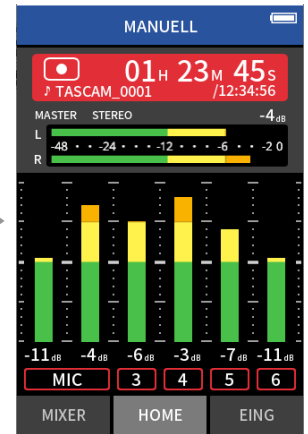 MANUELL
01H 23M 45S
♪ TASCAM_0001 /12:34:56
MASTER STEREO -4dB
L
-48 -24 -12 -6 -2 0
R
-11dB -4dB -6dB -3dB -7dB -11dB
MIC 3 4 5 6
MIXER HOME EING